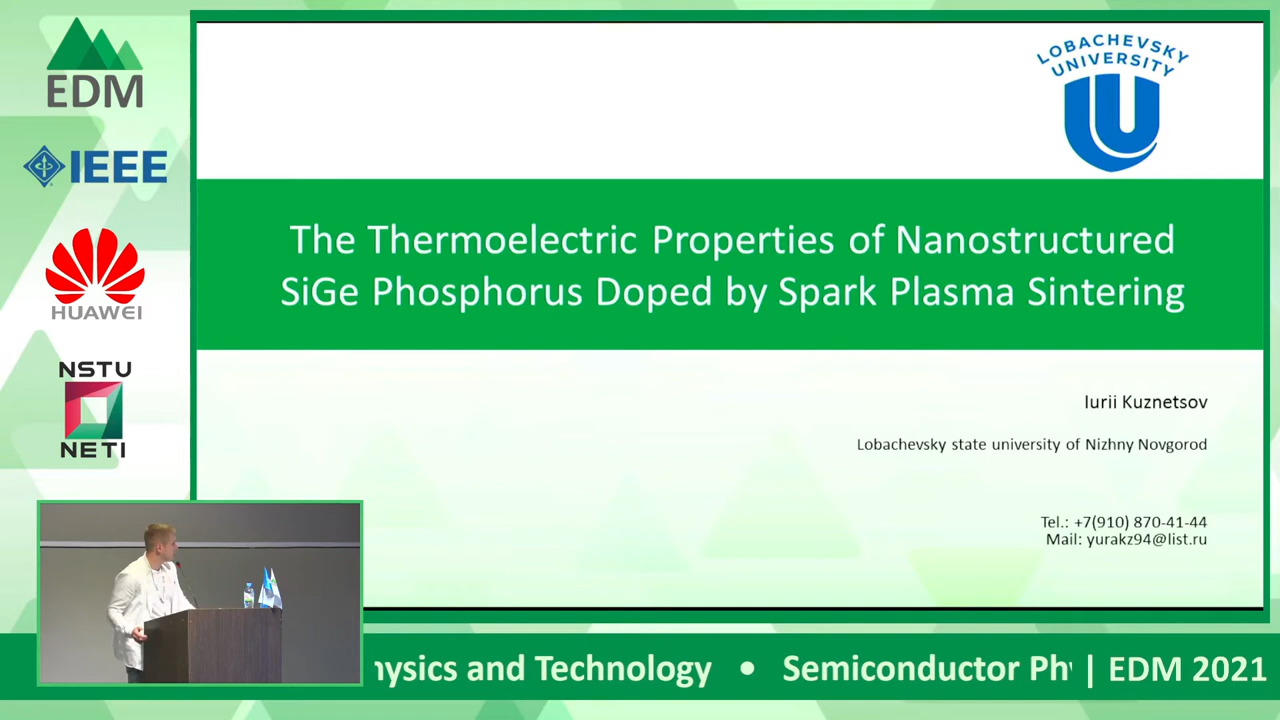 EDM
IEEE
HUAWEI
NSTU
NETI
LOBACHEVSKY
UNIVERSITY
The Thermoelectric Properties of Nanostructured
SiGe Phosphorus Doped by Spark Plasma Sintering
Iurii Kuznetsov
Lobachevsky state university of Nizhny Novgorod
Tel.: +7(910) 870-41-44
Mail: yurakz94@list.ru
hysics and Technology • Semiconductor Ph | EDM 2021